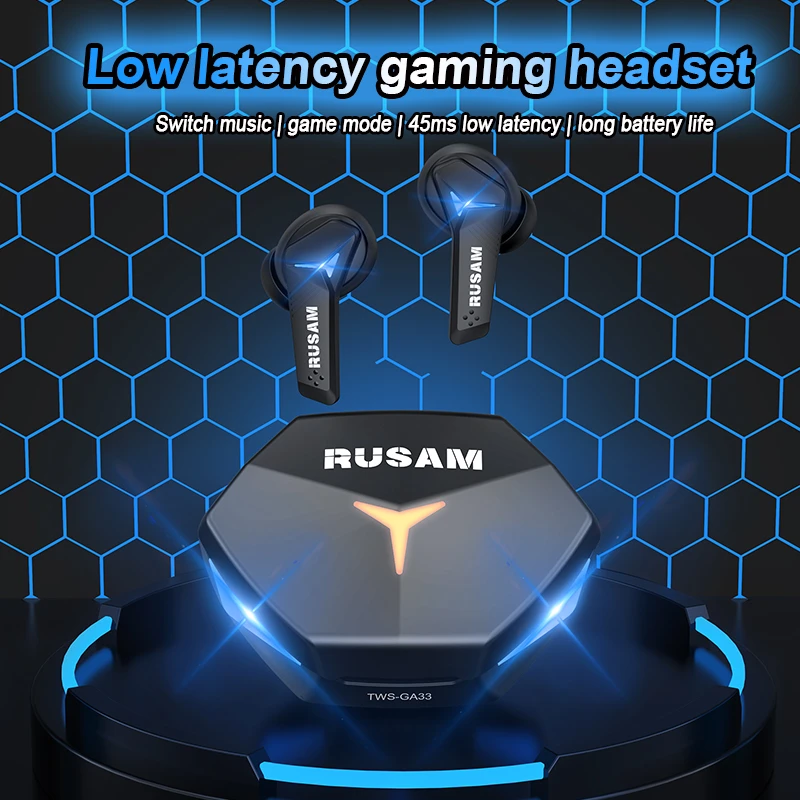 Low latency gaming headset
Switch music | game mode | 45ms low latency | long battery life
RUSAM
RUSAM
RUSAM
TWS-GA33